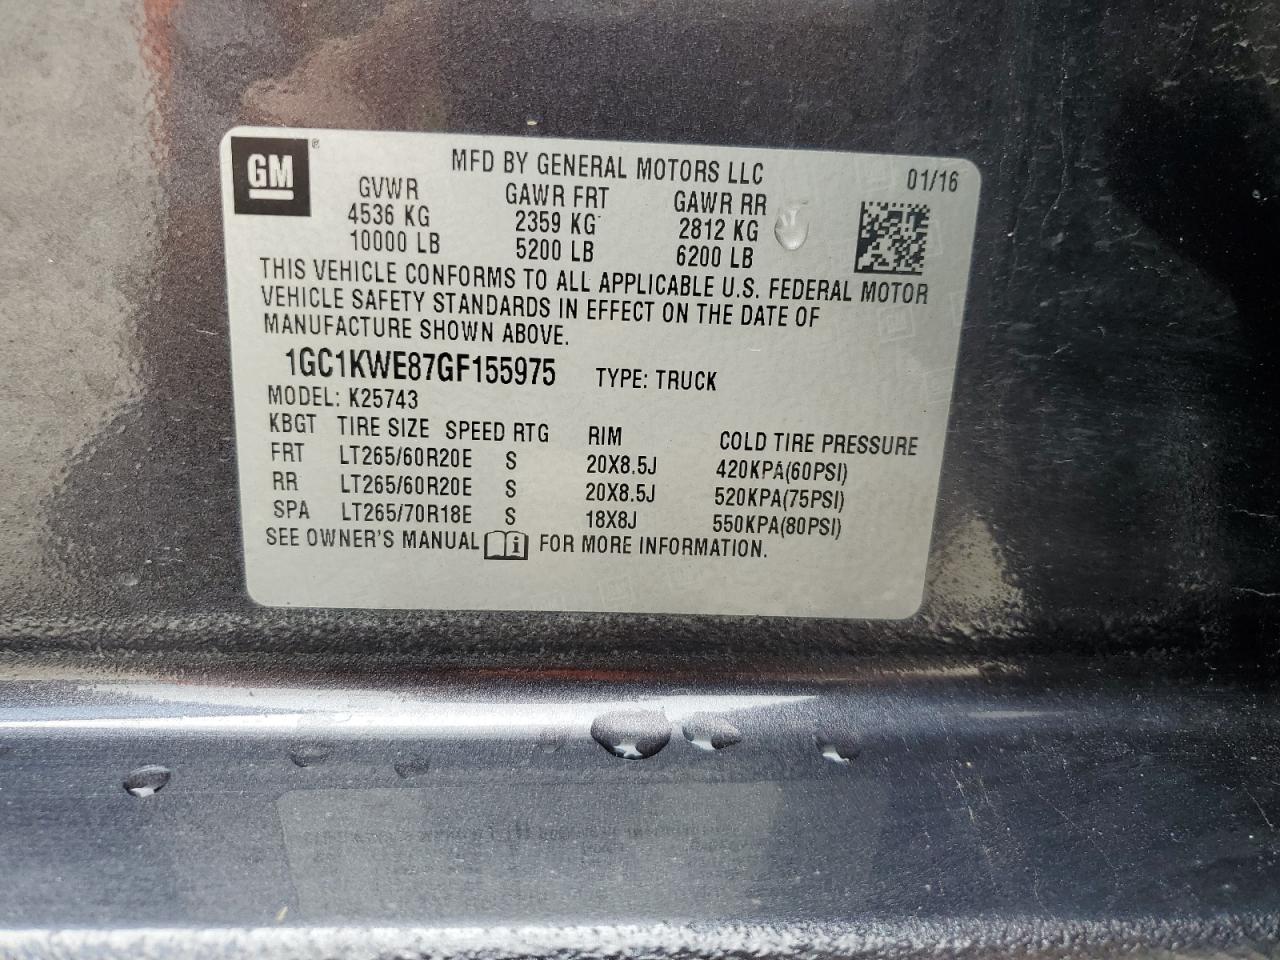 GM®
MFD BY GENERAL MOTORS LLC
01/16
GVWR GAWR FRT GAWR RR
4536 KG 2359 KG 2812 KG
10000 LB 5200 LB 6200 LB
THIS VEHICLE CONFORMS TO ALL APPLICABLE U.S. FEDERAL MOTOR
VEHICLE SAFETY STANDARDS IN EFFECT ON THE DATE OF
MANUFACTURE SHOWN ABOVE.
1GC1KWE87GF155975 TYPE: TRUCK
MODEL: K25743
KBGT TIRE SIZE SPEED RTG RIM COLD TIRE PRESSURE
FRT LT265/60R20E S 20X8.5J 420KPA(60PSI)
RR LT265/60R20E S 20X8.5J 520KPA(75PSI)
SPA LT265/70R18E S 18X8J 550KPA(80PSI)
SEE OWNER'S MANUAL i FOR MORE INFORMATION.